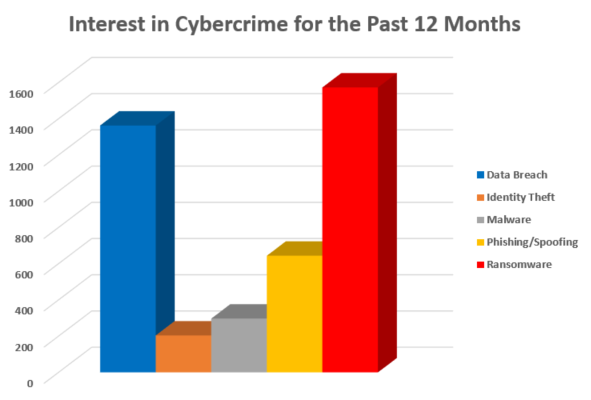 Interest in Cybercrime for the Past 12 Months
1600
1400
1200
1000
800
600
400
200
0
Data Breach
Identity Theft
Malware
Phishing/Spoofing
Ransomware